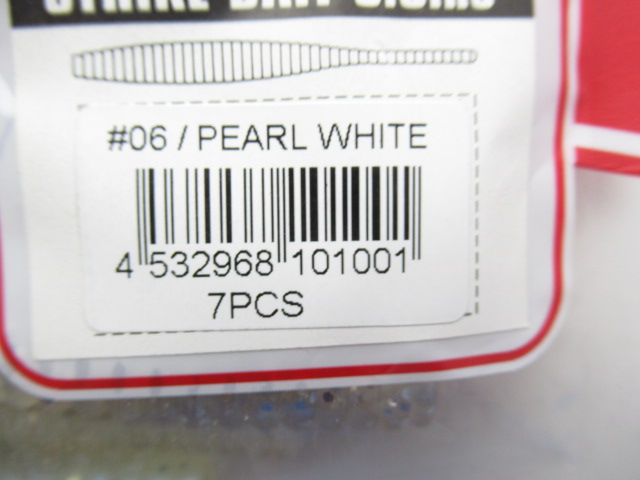 #06 / PEARL WHITE
4 532968 101001
7PCS